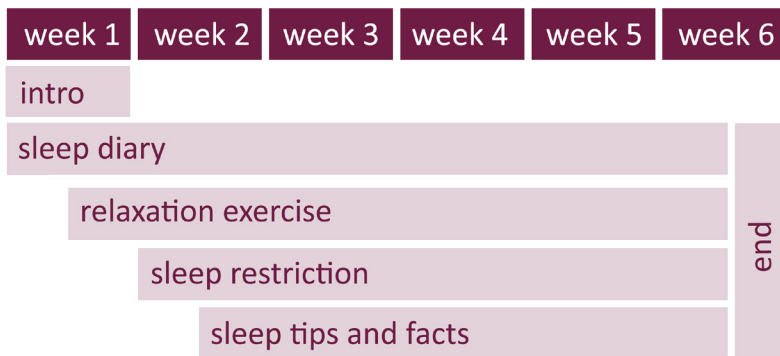 week 1 week 2 week 3 week 4 week 5 week 6
intro
sleep diary
relaxation exercise
sleep restriction
sleep tips and facts
end